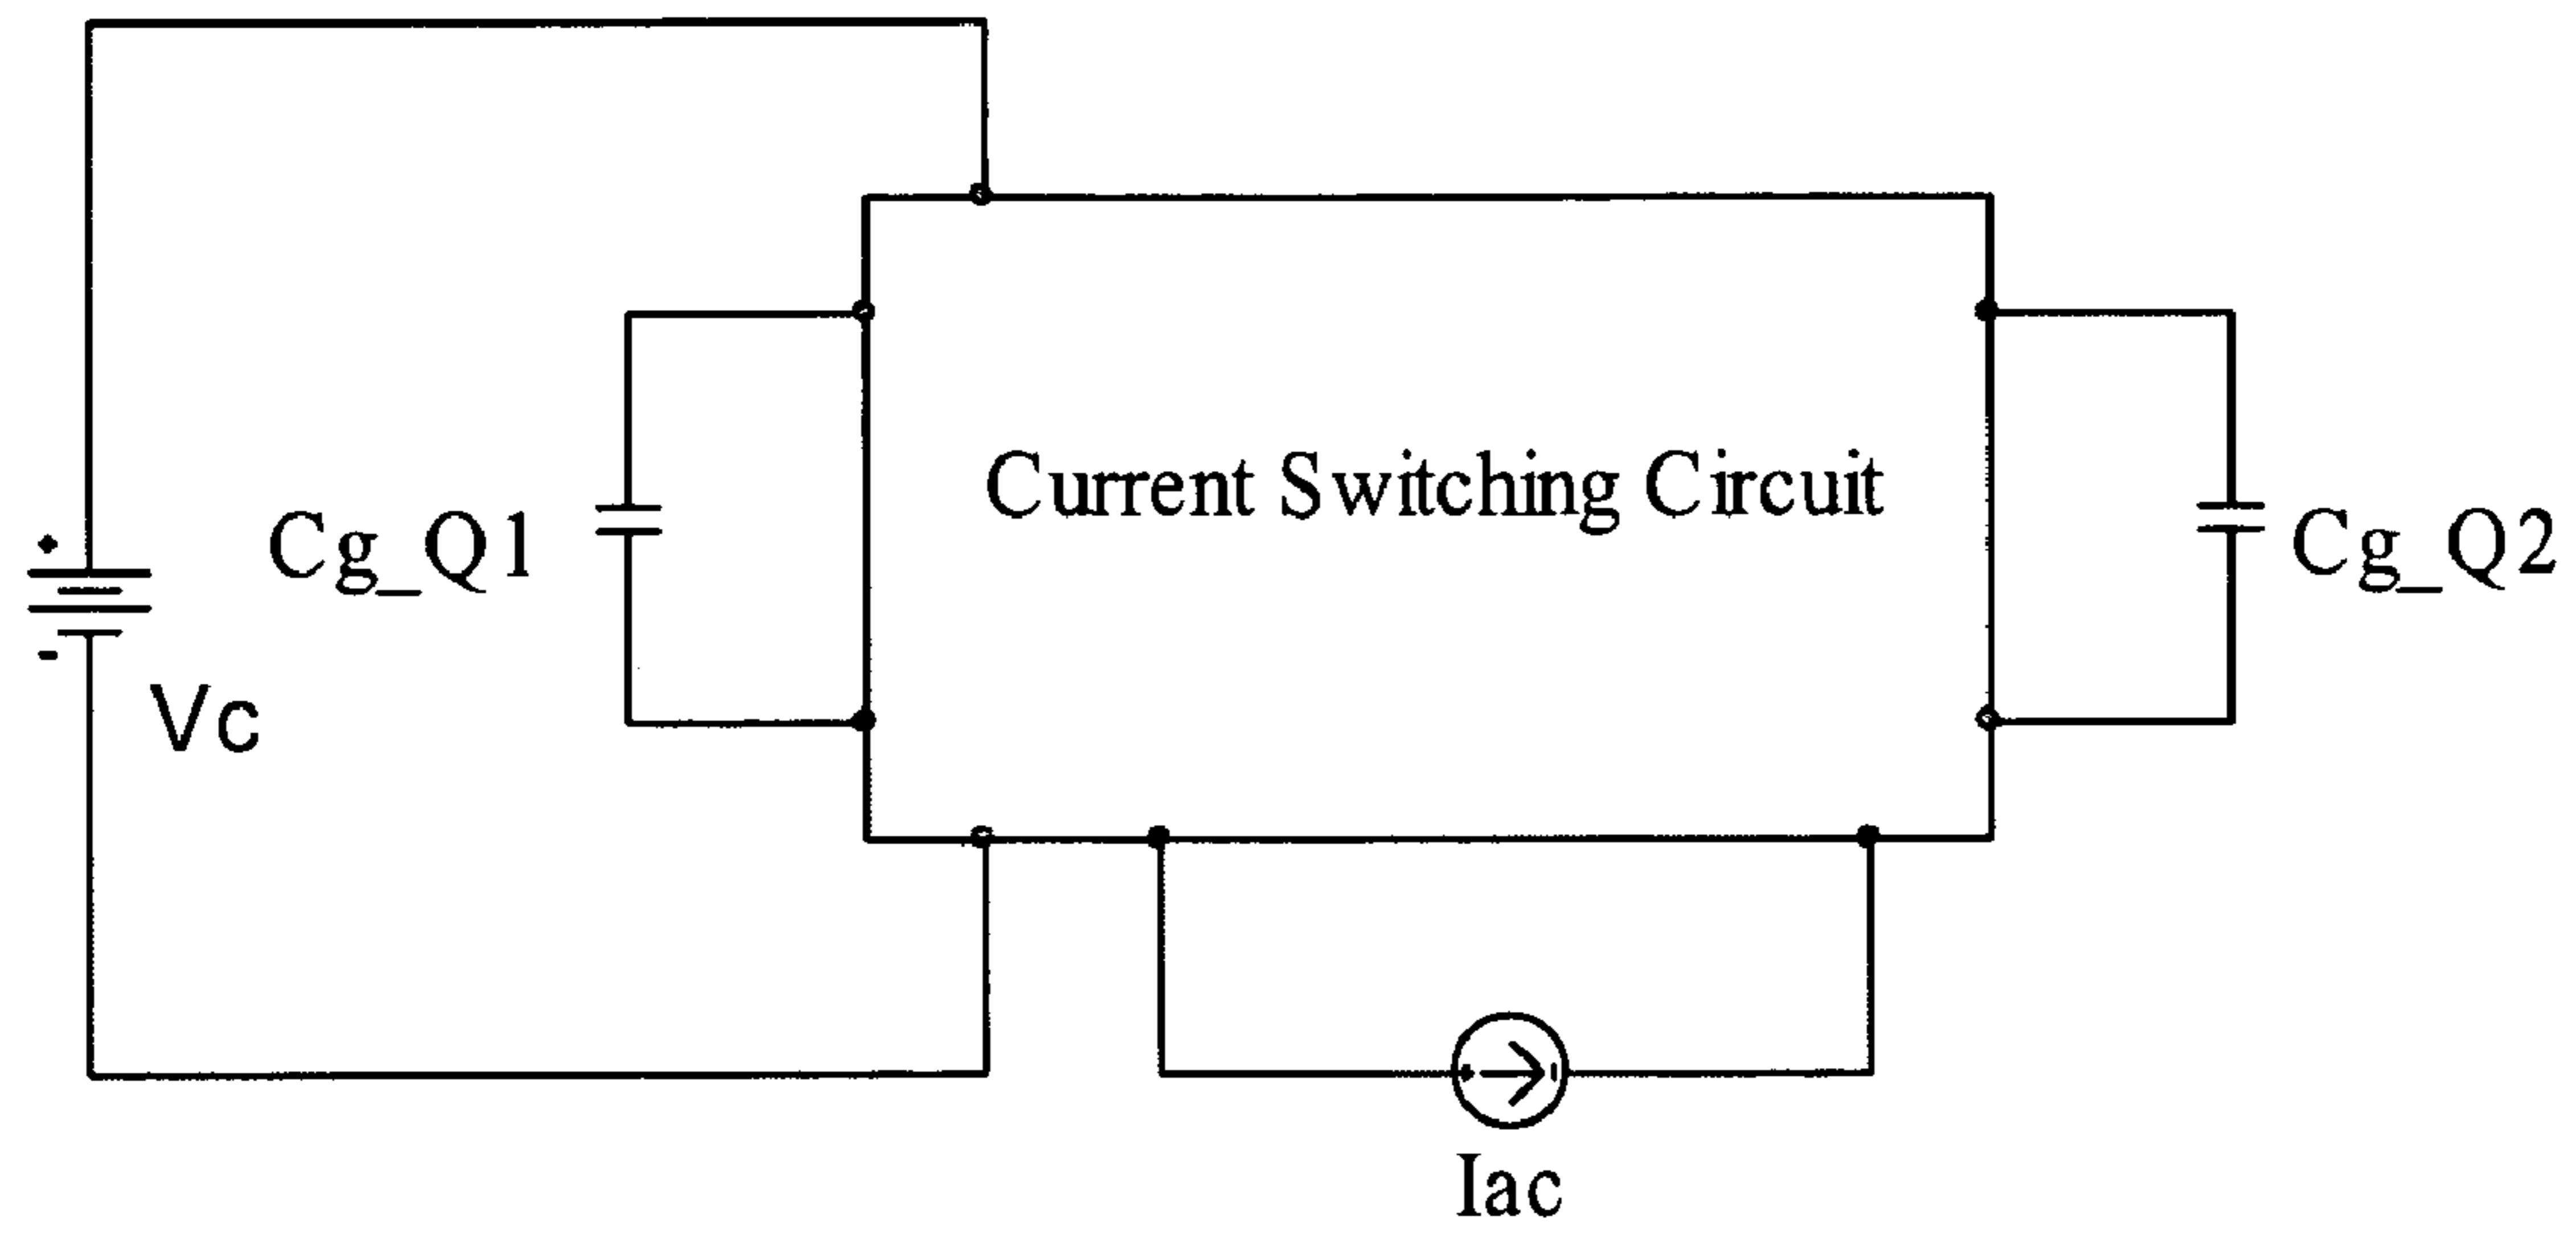 Current Switching Circuit
Cg_Q1
Cg_Q2
+
-
Vc
Iac